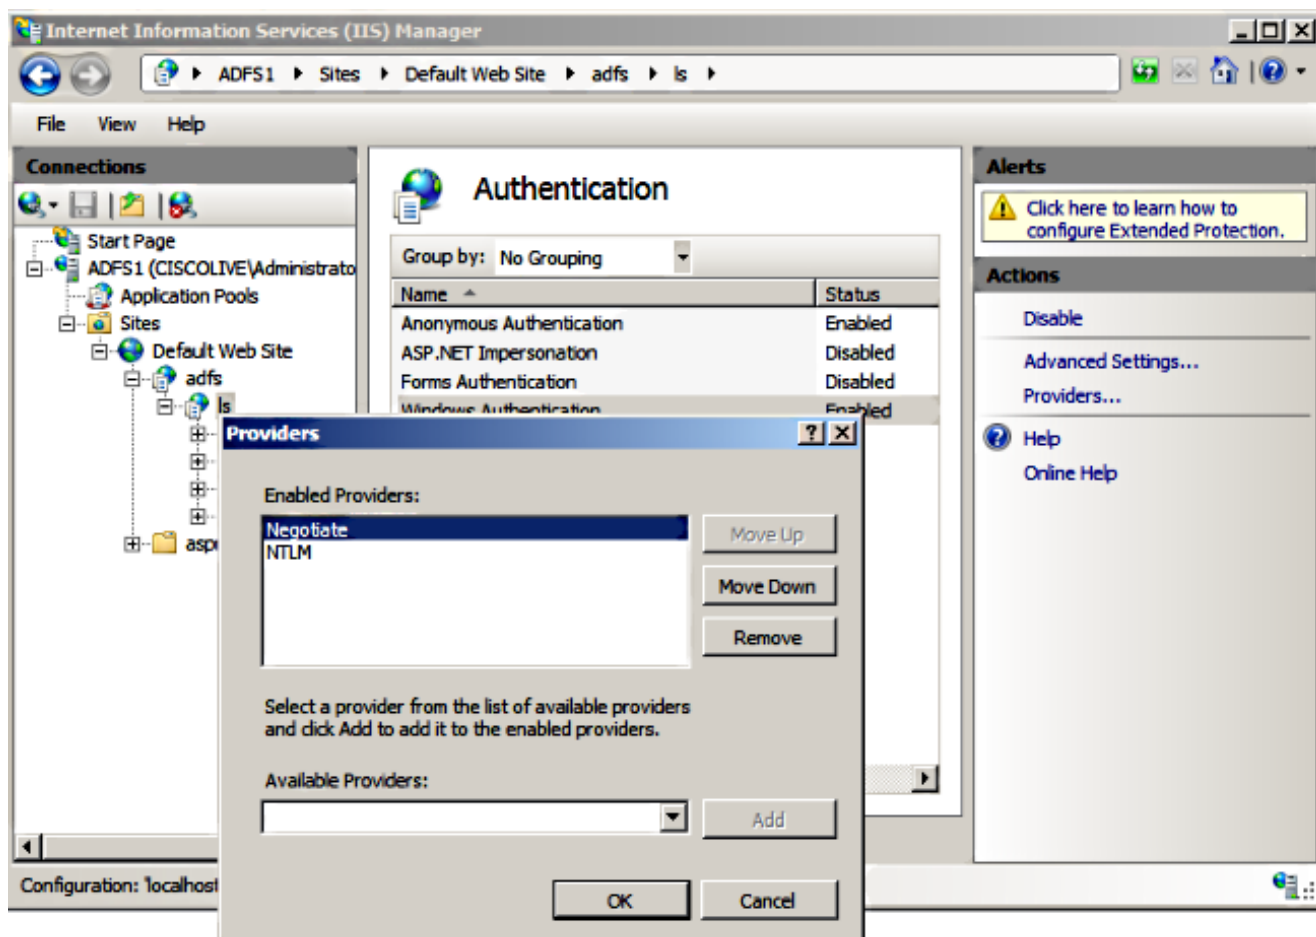 Internet Information Services (IIS) Manager
ADFS1 Sites Default Web Site adfs ls
File View Help
Connections
Start Page
ADFS1 (CISCOLIVE\Administrato
Application Pools
Sites
Default Web Site
adfs
ls
asp
Authentication
Group by: No Grouping
Name Status
Anonymous Authentication Enabled
ASP.NET Impersonation Disabled
Forms Authentication Disabled
Windows Authentication Enabled
Providers
Enabled Providers:
Negotiate
NTLM
Move Up
Move Down
Remove
Select a provider from the list of available providers
and click Add to add it to the enabled providers.
Available Providers:
Add
OK Cancel
Alerts
Click here to learn how to
configure Extended Protection.
Actions
Disable
Advanced Settings...
Providers...
Help
Online Help
Configuration: 'localhost